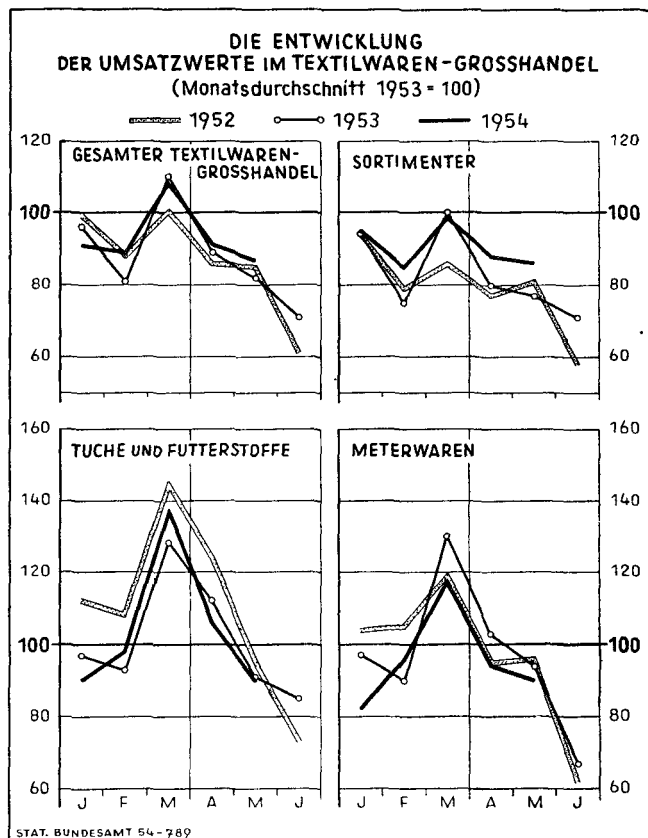 DIE ENTWICKLUNG
DER UMSATZWERTE IM TEXTILWAREN-GROSSHANDEL
(Monatsdurchschnitt 1953 = 100)
1952 1953 1954
120 120
GESAMTER TEXTILWAREN-
GROSSHANDEL
SORTIMENTER
100 100
80 80
60 60
160 160
TUCHE UND FUTTERSTOFFE
METERWAREN
140 140
120 120
100 100
80 80
60 60
J F M A M J J F M A M J
STAT. BUNDESAMT 54-789